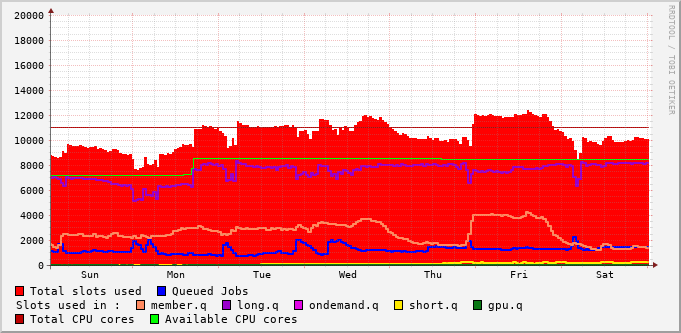 20000
18000
16000
14000
12000
10000
8000
6000
4000
2000
0
Sun Mon Tue Wed Thu Fri Sat
RRDTOOL / TOBI OETIKER
Total slots used Queued Jobs
Slots used in : member.q long.q ondemand.q short.q gpu.q
Total CPU cores Available CPU cores